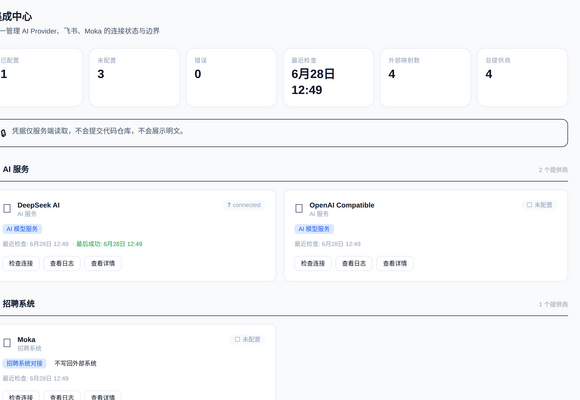 集成中心
一管理 AI Provider、飞书、Moka 的连接状态与边界
已配置
1
未配置
3
错误
0
最近检查
6月28日
12:49
外部映射数
4
总提供商
4
凭据仅服务端读取，不会提交代码仓库，不会展示明文。
AI 服务
2 个提供商
DeepSeek AI
? connected
AI 服务
AI 模型服务
最近检查: 6月28日 12:49 · 最后成功: 6月28日 12:49
检查连接 查看日志 查看详情
OpenAI Compatible
未配置
AI 服务
AI 模型服务
最近检查: 6月28日 12:49
检查连接 查看日志 查看详情
招聘系统
1 个提供商
Moka
未配置
招聘系统
招聘系统对接 不写回外部系统
最近检查: 6月28日 12:49
检查连接 查看日志 查看详情